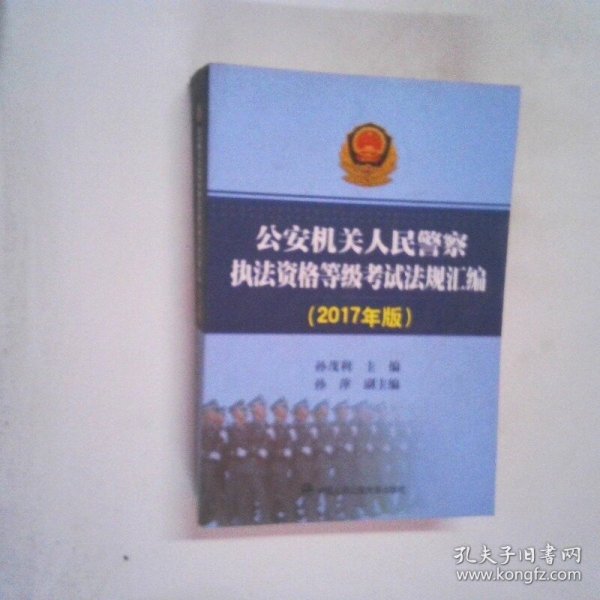 公安机关人民警察
执法资格等级考试法规汇编
(2017年版)
孙茂利 主 编
孙 萍 副主编
孔夫子旧书网
www.kongfz.com